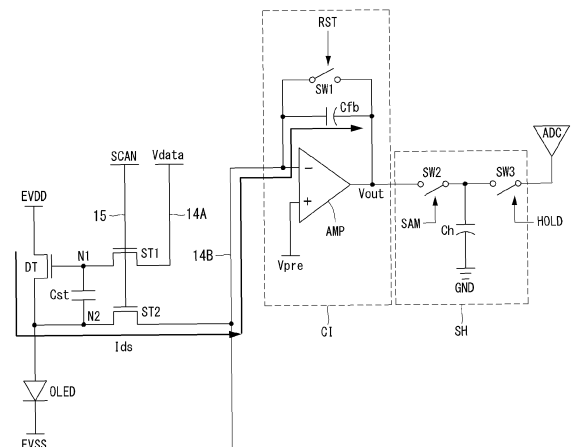 RST
SW1
Cfb
ADC
SCAN
Vdata
SW2
SW3
EVDD
15
14A
Vout
AMP
SAM
HOLD
Ch
N1
ST1
14B
DT
Vpre
GND
Cst
N2
ST2
CI
SH
Ids
OLED
EVSS